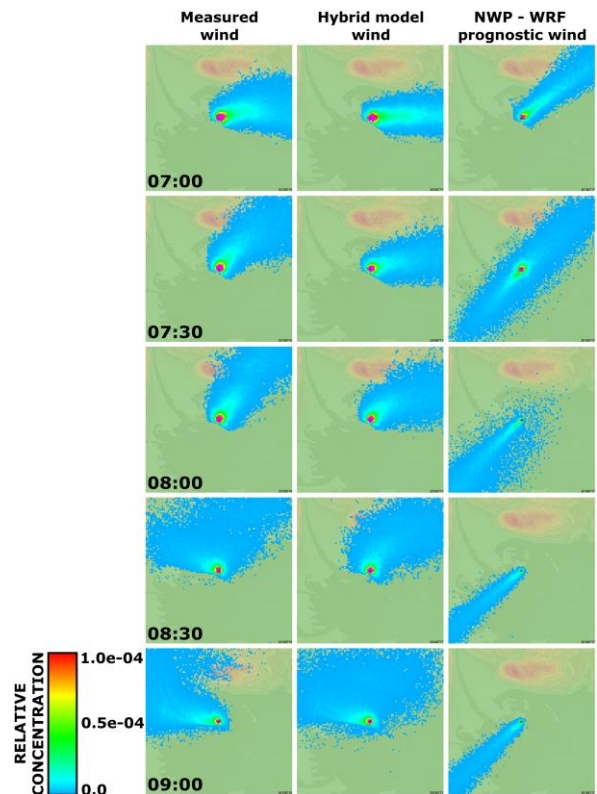 Measured
wind
Hybrid model
wind
NWP - WRF
prognostic wind
07:00
07:30
08:00
08:30
09:00
RELATIVE
CONCENTRATION
1.0e-04
0.5e-04
0.0